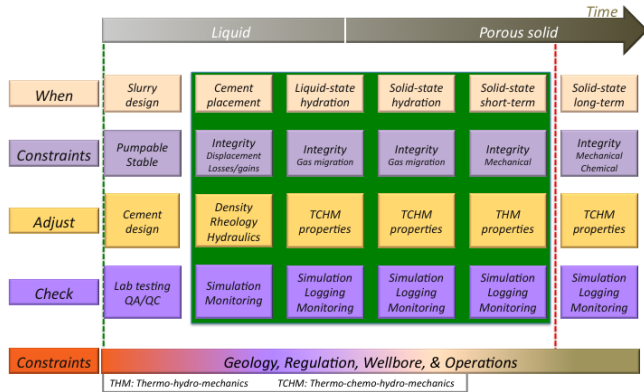 Time
Liquid
Porous solid
When
Slurry
design
Cement
placement
Liquid-state
hydration
Solid-state
hydration
Solid-state
short-term
Solid-state
long-term
Constraints
Pumpable
Stable
Integrity
Displacement
Losses/gains
Integrity
Gas migration
Integrity
Gas migration
Integrity
Mechanical
Integrity
Mechanical
Chemical
Adjust
Cement
design
Density
Rheology
Hydraulics
TCHM
properties
TCHM
properties
THM
properties
TCHM
properties
Check
Lab testing
QA/QC
Simulation
Monitoring
Simulation
Logging
Monitoring
Simulation
Logging
Monitoring
Simulation
Logging
Monitoring
Simulation
Logging
Monitoring
Constraints
Geology, Regulation, Wellbore, & Operations
THM: Thermo-hydro-mechanics TCHM: Thermo-chemo-hydro-mechanics